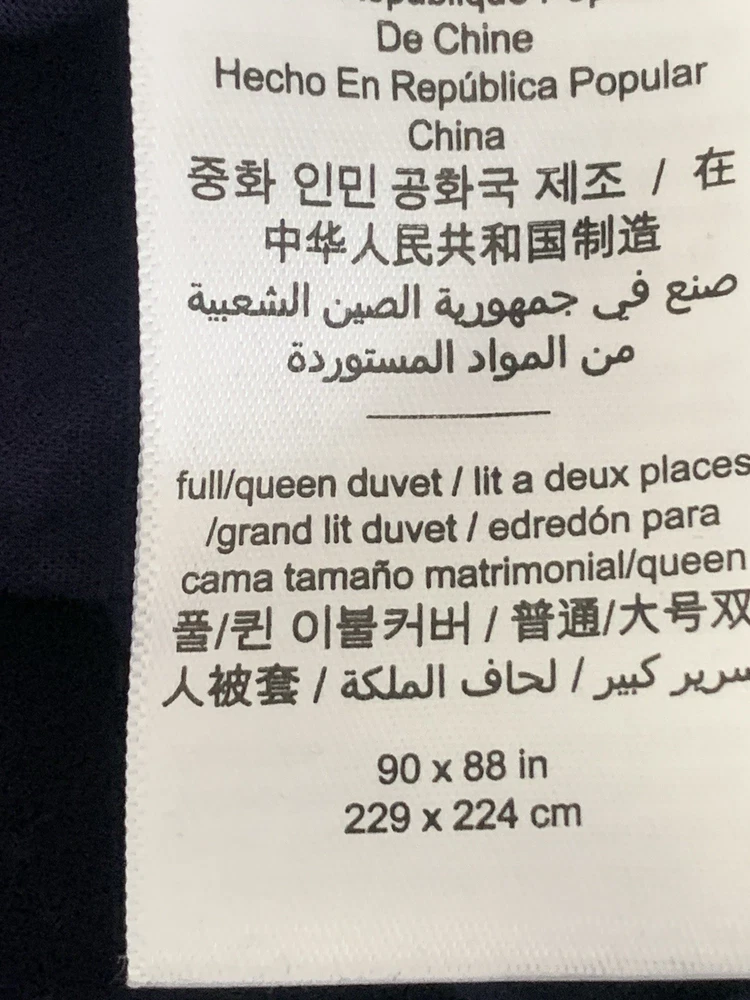 De Chine
Hecho En República Popular
China
중화 인민 공화국 제조 / 在
中华人民共和国制造
صنع في جمهورية الصين الشعبية
من المواد المستوردة
full/queen duvet / lit a deux places
/grand lit duvet / edredón para
cama tamaño matrimonial/queen
풀/퀸 이불커버 / 普通/大号双
人被套 / سرير كبير / لحاف الملكة
90 x 88 in
229 x 224 cm